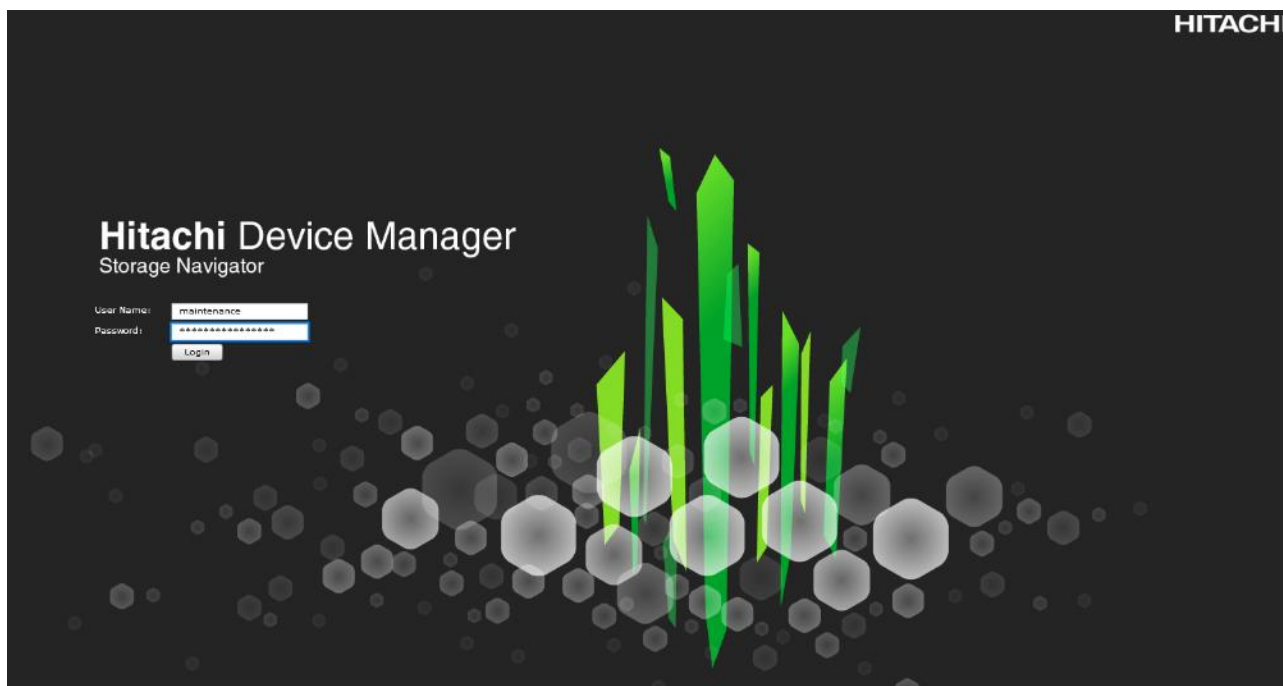 HITACHI
Hitachi Device Manager
Storage Navigator
User Name: maintenance
Password: ****************
Login